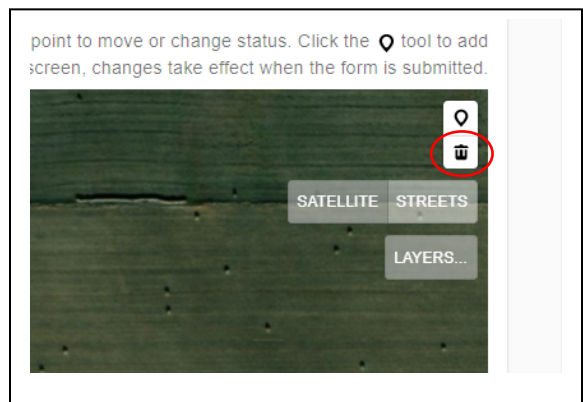 point to move or change status. Click the tool to add
screen, changes take effect when the form is submitted.
SATELLITE STREETS
LAYERS...